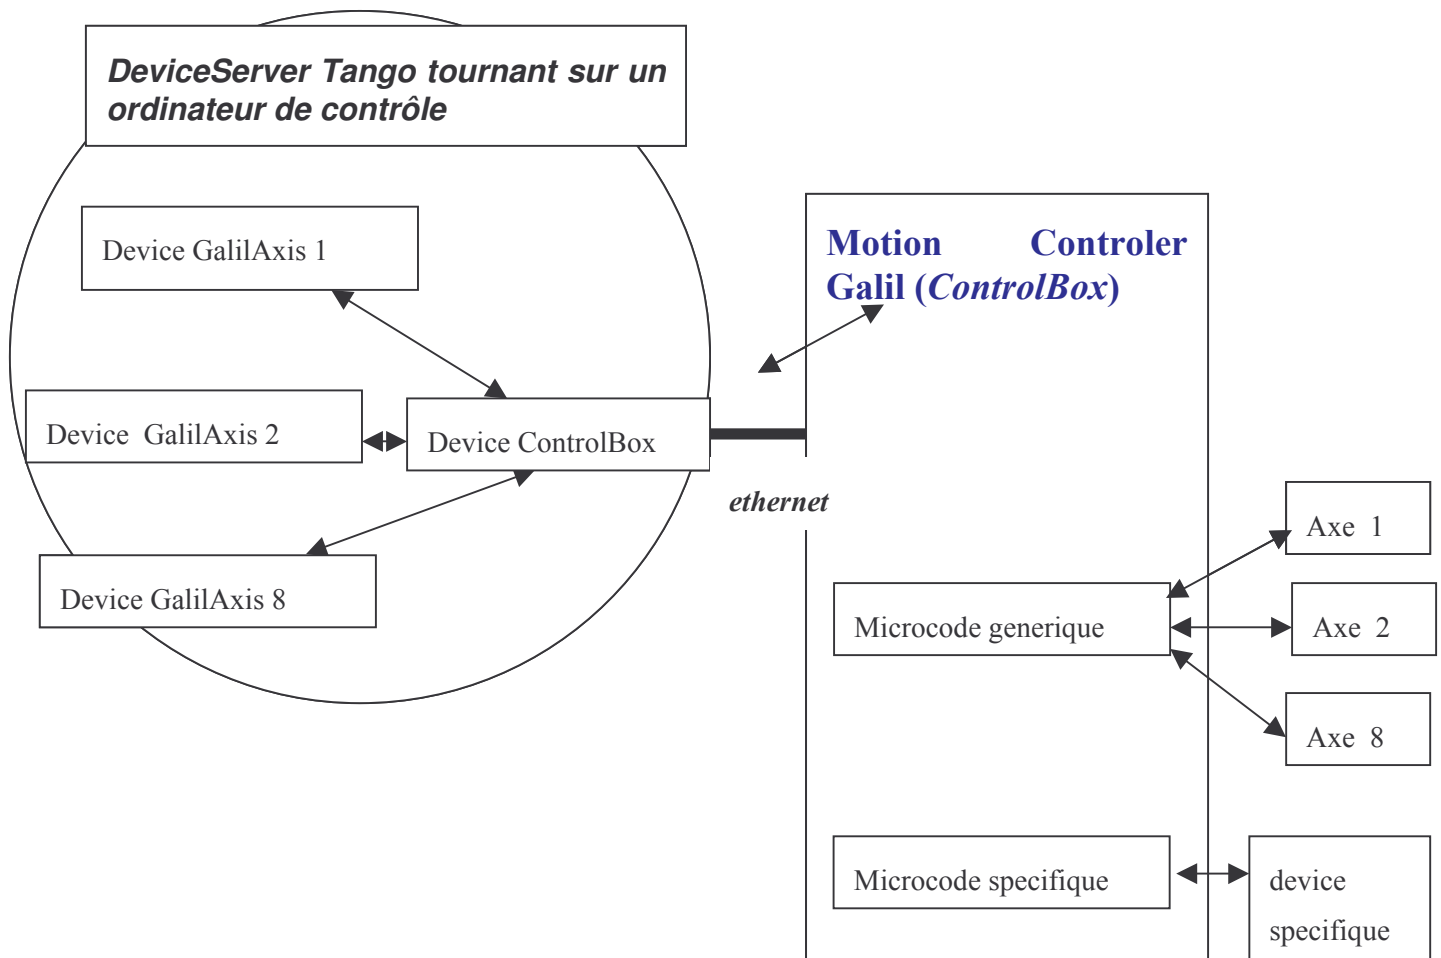 DeviceServer Tango tournant sur un
ordinateur de contrôle
Device GalilAxis 1
Device GalilAxis 2
Device ControlBox
Device GalilAxis 8
Motion Controler
Galil (ControlBox)
ethernet
Microcode generique
Axe 1
Axe 2
Axe 8
Microcode specifique
device
specifique